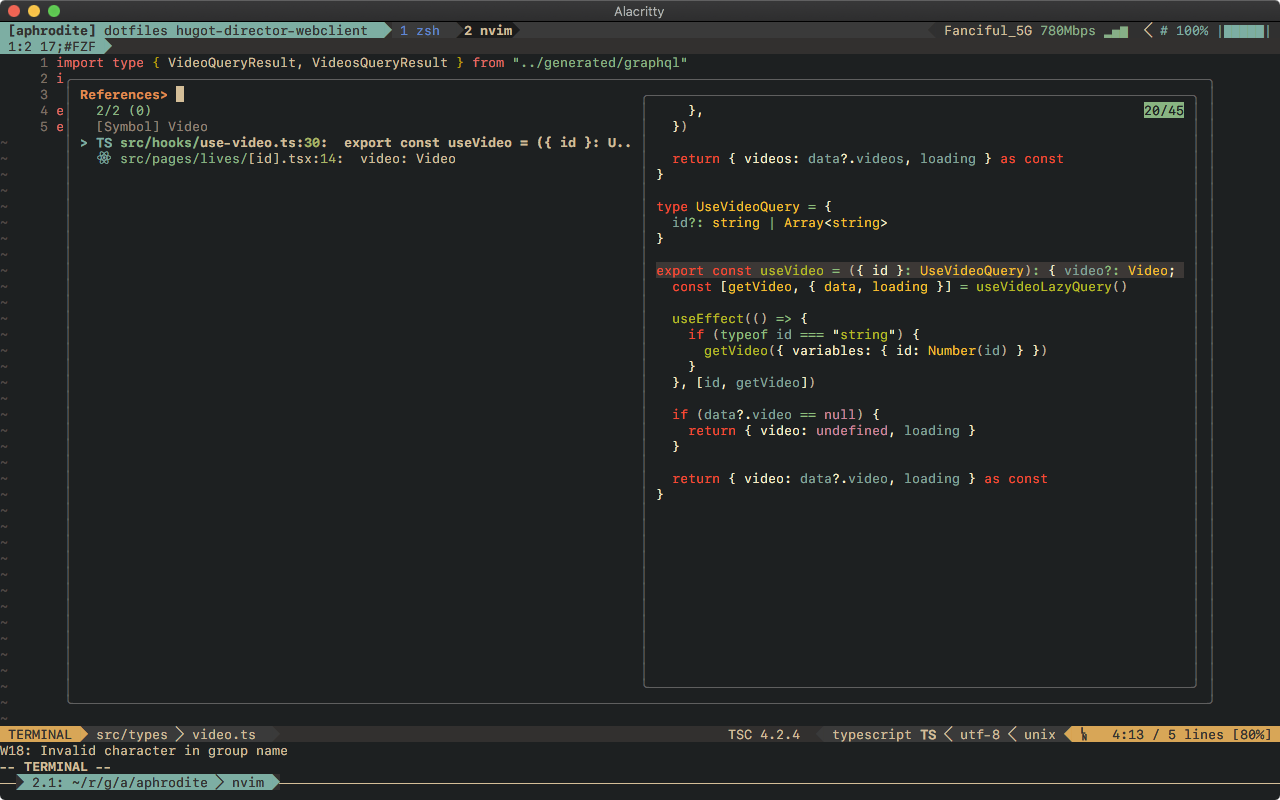 Alacritty
[aphrodite] dotfiles hugot-director-webclient 1 zsh 2 nvim Fanciful_5G 780Mbps # 100%
1:2 17;#FZF
1 import type { VideoQueryResult, VideosQueryResult } from "../generated/graphql"
2 i
3
4 e
5 e
References>
2/2 (0)
[Symbol] Video
> TS src/hooks/use-video.ts:30: export const useVideo = ({ id }: U..
src/pages/lives/[id].tsx:14: video: Video
20/45
},
})
return { videos: data?.videos, loading } as const
}
type UseVideoQuery = {
id?: string | Array<string>
}
export const useVideo = ({ id }: UseVideoQuery): { video?: Video;
const [getVideo, { data, loading }] = useVideoLazyQuery()
useEffect(() => {
if (typeof id === "string") {
getVideo({ variables: { id: Number(id) } })
}
}, [id, getVideo])
if (data?.video == null) {
return { video: undefined, loading }
}
return { video: data?.video, loading } as const
}
TERMINAL src/types video.ts TSC 4.2.4 typescript TS utf-8 unix 4:13 / 5 lines [80%]
W18: Invalid character in group name
-- TERMINAL --
2.1: ~/r/g/a/aphrodite nvim